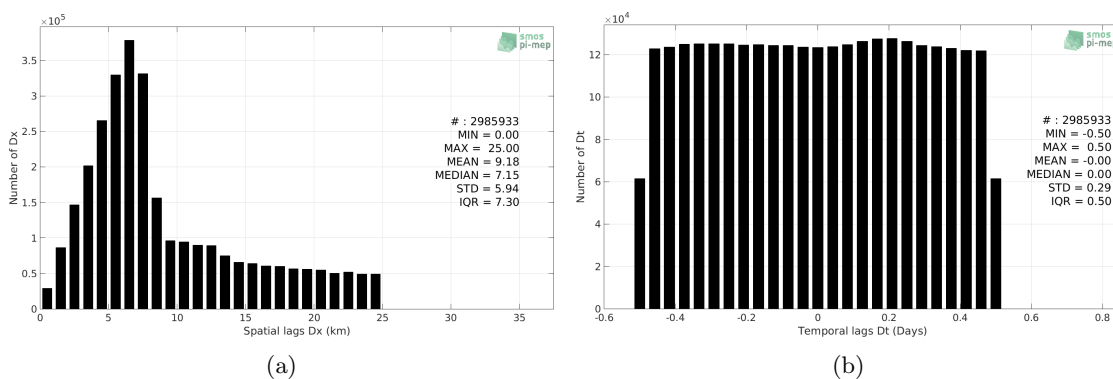 ×10⁵
smos
pi-mep
3.5
3
2.5
2
1.5
1
0.5
0
Number of Dx
# : 2985933
MIN = 0.00
MAX = 25.00
MEAN = 9.18
MEDIAN = 7.15
STD = 5.94
IQR = 7.30
0 5 10 15 20 25 30 35
Spatial lags Dx (km)
(a)
×10⁴
smos
pi-mep
12
10
8
6
4
2
0
Number of Dt
# : 2985933
MIN = -0.50
MAX = 0.50
MEAN = -0.00
MEDIAN = 0.00
STD = 0.29
IQR = 0.50
-0.6 -0.4 -0.2 0 0.2 0.4 0.6 0.8
Temporal lags Dt (Days)
(b)